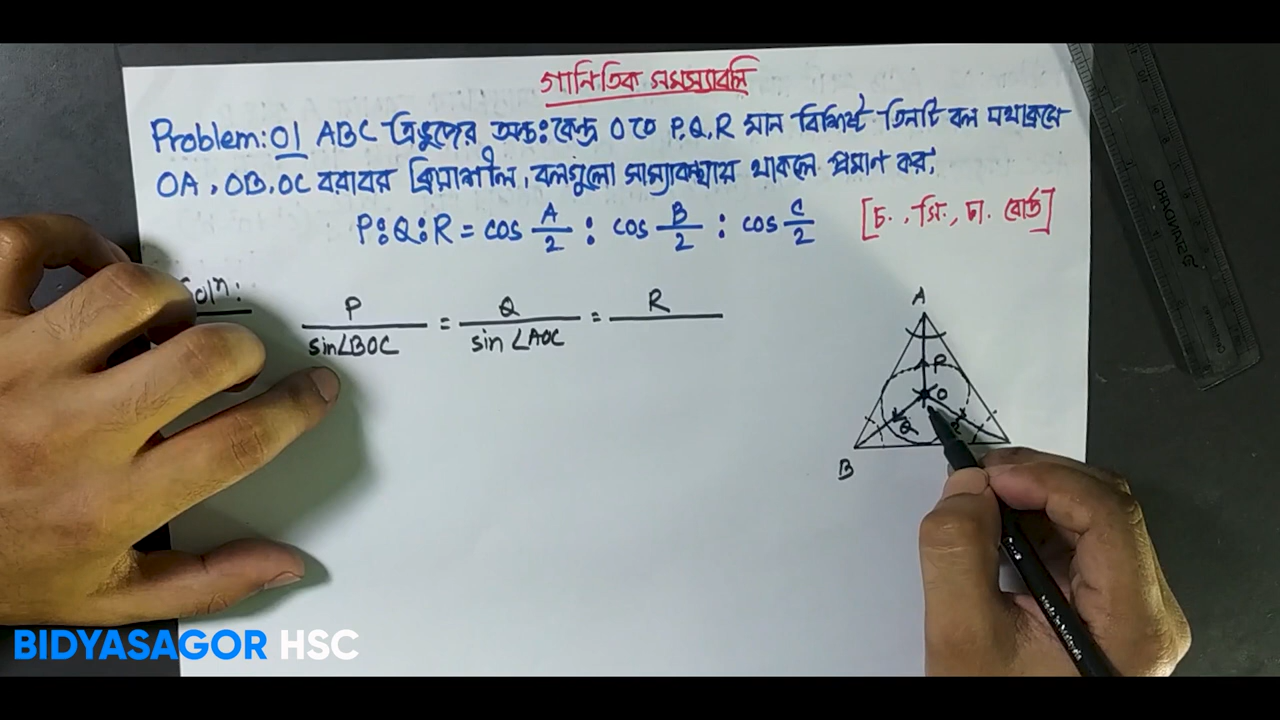 গানিতিক সমস্যাবলি
Problem:01 ABC ত্রিভুজের অন্তঃকেন্দ্র O তে P,Q,R মান বিশিষ্ট তিনটি বল যথাক্রমে
OA, OB, OC বরাবর ক্রিয়াশীল, বলগুলো সাম্যাবস্থায় থাকলে প্রমাণ কর,
P:Q:R = cos A/2 : cos B/2 : cos C/2 [চ., সি., ঢা. বোর্ড]
Solⁿ:
P/sin∠BOC = Q/sin∠AOC = R
A
P
O
Q
R
B
STANDARD
BIDYASAGOR HSC